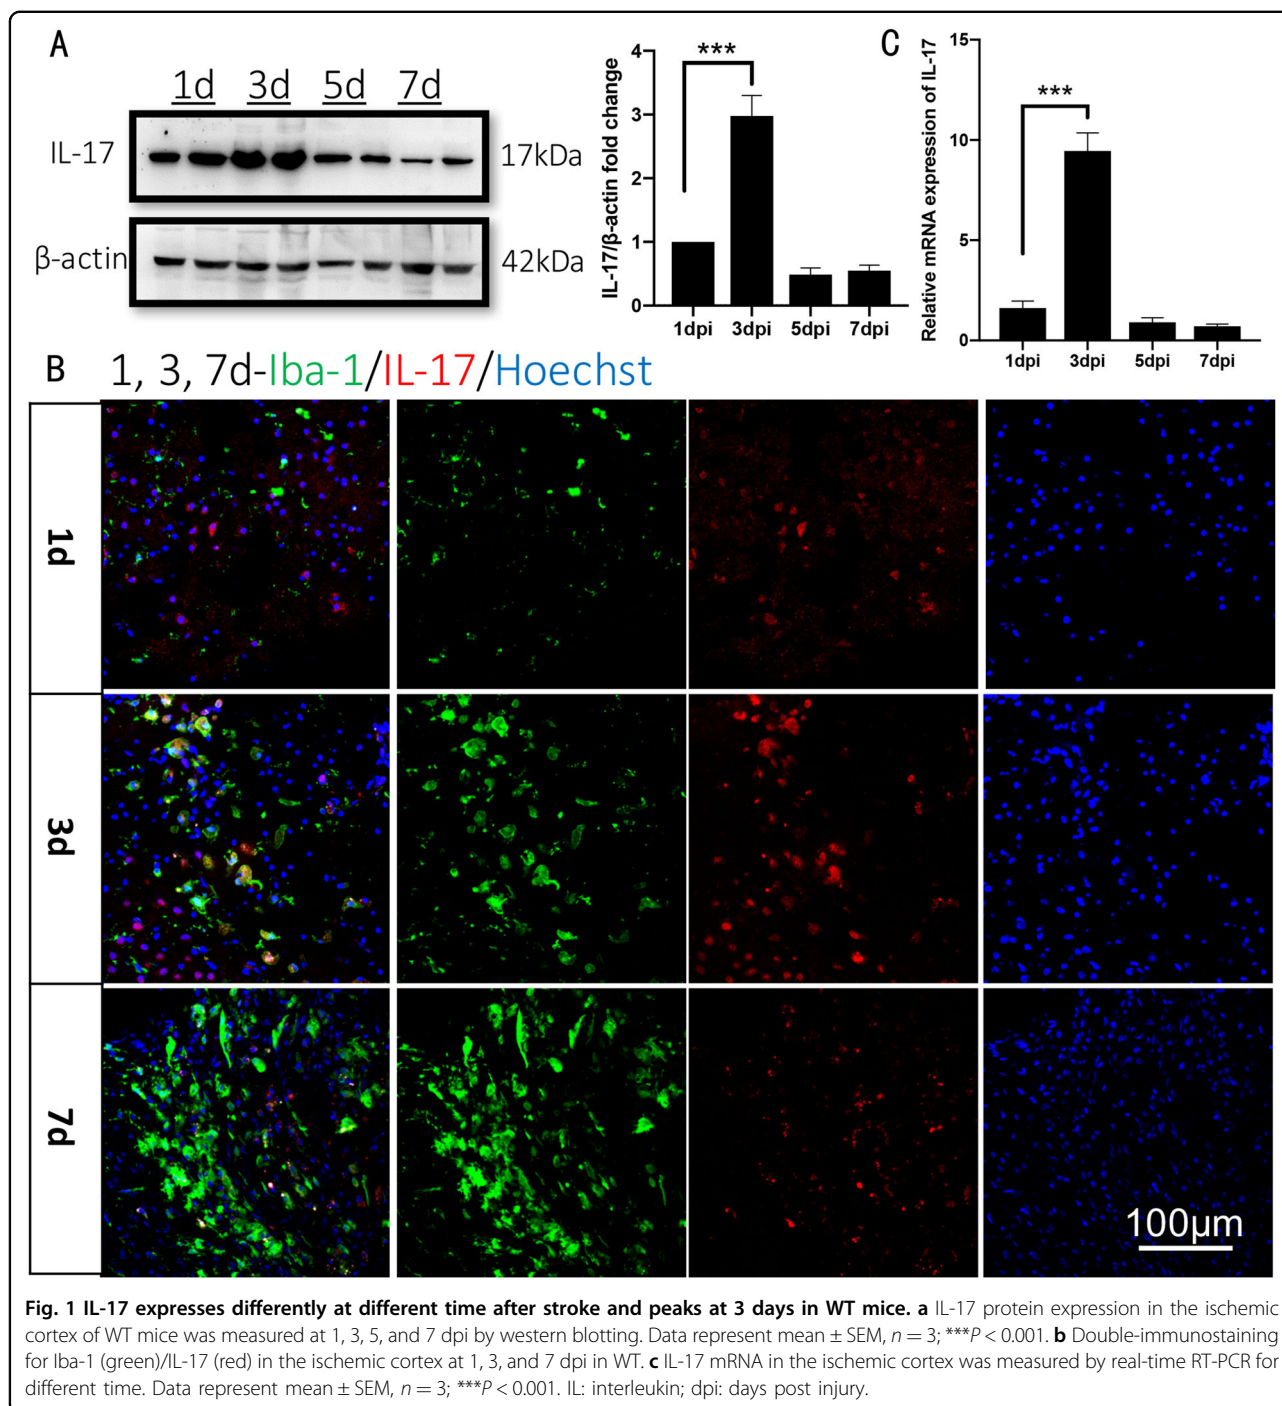 A
1d 3d 5d 7d
IL-17
17kDa
β-actin
42kDa
IL-17/β-actin fold change
4
3
2
1
0
***
1dpi 3dpi 5dpi 7dpi
C
Relative mRNA expression of IL-17
15
10
5
0
***
1dpi 3dpi 5dpi 7dpi
B 1, 3, 7d-Iba-1/IL-17/Hoechst
1d
3d
7d
100μm
Fig. 1 IL-17 expresses differently at different time after stroke and peaks at 3 days in WT mice. a IL-17 protein expression in the ischemic
cortex of WT mice was measured at 1, 3, 5, and 7 dpi by western blotting. Data represent mean ± SEM, n = 3; ***P < 0.001. b Double-immunostaining
for Iba-1 (green)/IL-17 (red) in the ischemic cortex at 1, 3, and 7 dpi in WT. c IL-17 mRNA in the ischemic cortex was measured by real-time RT-PCR for
different time. Data represent mean ± SEM, n = 3; ***P < 0.001. IL: interleukin; dpi: days post injury.